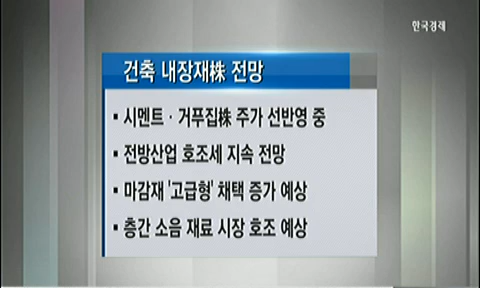 한국경제
건축 내장재株 전망
▪ 시멘트 · 거푸집株 주가 선반영 중
▪ 전방산업 호조세 지속 전망
▪ 마감재 '고급형' 채택 증가 예상
▪ 층간 소음 재료 시장 호조 예상